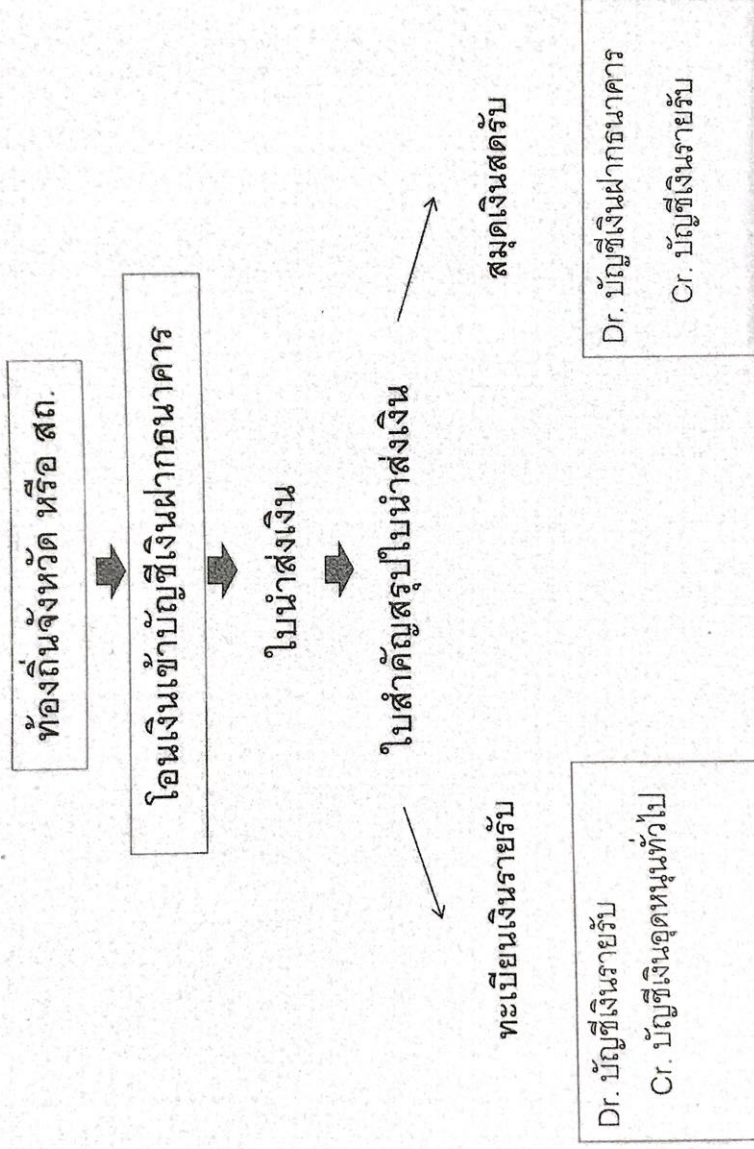 ท้องถิ่นจังหวัด หรือ สถ.
โอนเงินเข้าบัญชีเงินฝากธนาคาร
ใบนำส่งเงิน
ใบสำคัญสรุปใบนำส่งเงิน
ทะเบียนเงินรายรับ
Dr. บัญชีเงินรายรับ
Cr. บัญชีเงินอุดหนุนทั่วไป
สมุดเงินสดรับ
Dr. บัญชีเงินฝากธนาคาร
Cr. บัญชีเงินรายรับ